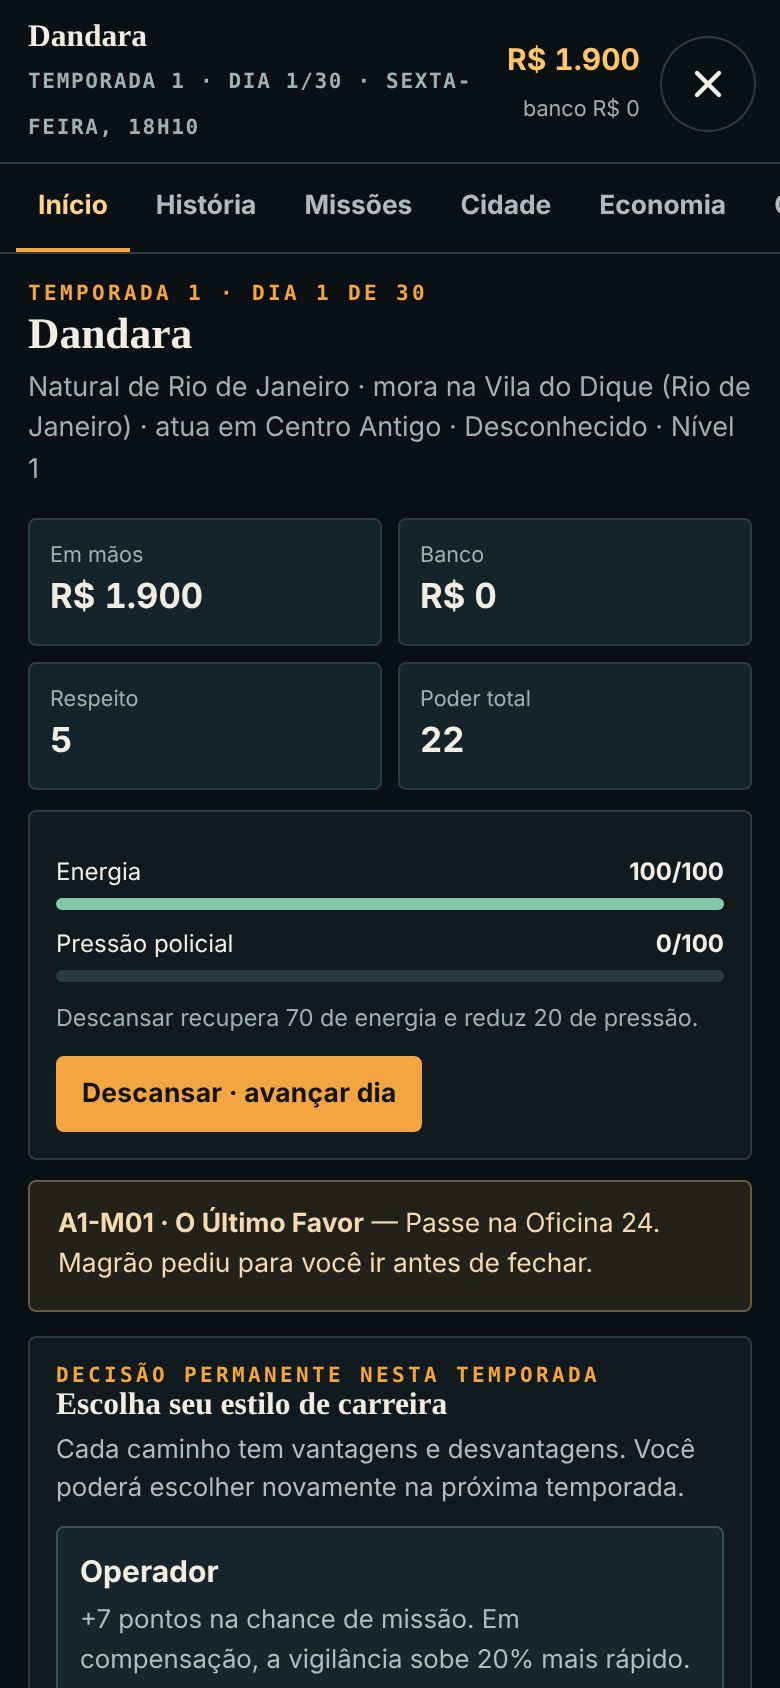 Dandara
TEMPORADA 1 · DIA 1/30 · SEXTA-
FEIRA, 18H10
R$ 1.900
banco R$ 0
Início
História
Missões
Cidade
Economia
TEMPORADA 1 · DIA 1 DE 30
Dandara
Natural de Rio de Janeiro · mora na Vila do Dique (Rio de
Janeiro) · atua em Centro Antigo · Desconhecido · Nível
1
Em mãos
R$ 1.900
Banco
R$ 0
Respeito
5
Poder total
22
Energia
100/100
Pressão policial
0/100
Descansar recupera 70 de energia e reduz 20 de pressão.
Descansar · avançar dia
A1-M01 · O Último Favor — Passe na Oficina 24.
Magrão pediu para você ir antes de fechar.
DECISÃO PERMANENTE NESTA TEMPORADA
Escolha seu estilo de carreira
Cada caminho tem vantagens e desvantagens. Você
poderá escolher novamente na próxima temporada.
Operador
+7 pontos na chance de missão. Em
compensação, a vigilância sobe 20% mais rápido.